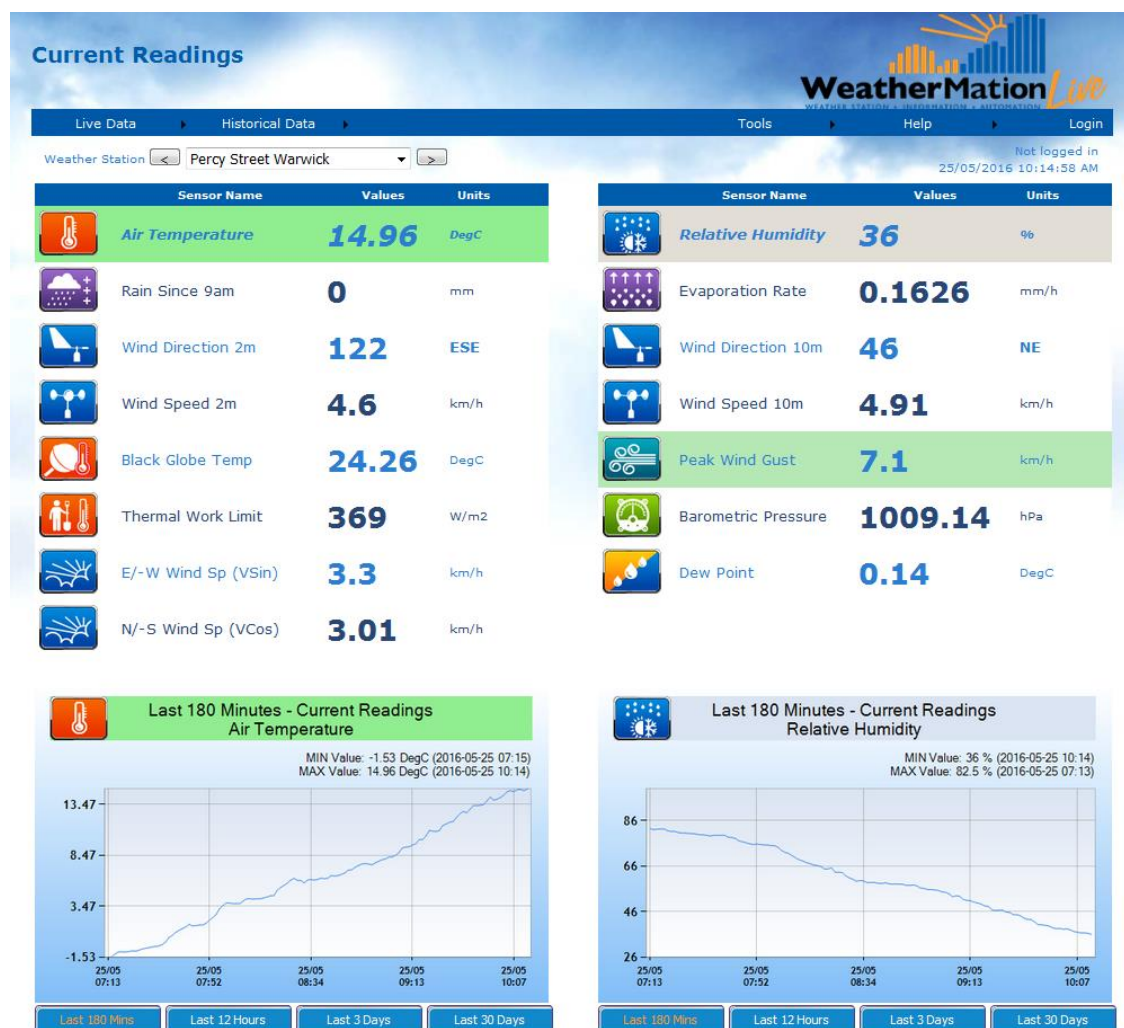 Current Readings
WeatherMation Live
WEATHER STATION • INFORMATION • AUTOMATION
Live Data Historical Data Tools Help Login
Weather Station < Percy Street Warwick >
Not logged in
25/05/2016 10:14:58 AM
Sensor Name Values Units
Air Temperature 14.96 DegC
Rain Since 9am 0 mm
Wind Direction 2m 122 ESE
Wind Speed 2m 4.6 km/h
Black Globe Temp 24.26 DegC
Thermal Work Limit 369 W/m2
E/-W Wind Sp (VSin) 3.3 km/h
N/-S Wind Sp (VCos) 3.01 km/h
Sensor Name Values Units
Relative Humidity 36 %
Evaporation Rate 0.1626 mm/h
Wind Direction 10m 46 NE
Wind Speed 10m 4.91 km/h
Peak Wind Gust 7.1 km/h
Barometric Pressure 1009.14 hPa
Dew Point 0.14 DegC
Last 180 Minutes - Current Readings
Air Temperature
MIN Value: -1.53 DegC (2016-05-25 07:15)
MAX Value: 14.96 DegC (2016-05-25 10:14)
13.47
8.47
3.47
-1.53
25/05 25/05 25/05 25/05 25/05
07:13 07:52 08:34 09:13 10:07
Last 180 Mins Last 12 Hours Last 3 Days Last 30 Days
Last 180 Minutes - Current Readings
Relative Humidity
MIN Value: 36 % (2016-05-25 10:14)
MAX Value: 82.5 % (2016-05-25 07:13)
86
66
46
26
25/05 25/05 25/05 25/05 25/05
07:13 07:52 08:34 09:13 10:07
Last 180 Mins Last 12 Hours Last 3 Days Last 30 Days